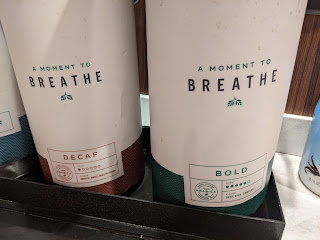 A MOMENT TO
BREATHE
DECAF
A MOMENT TO
BREATHE
BOLD